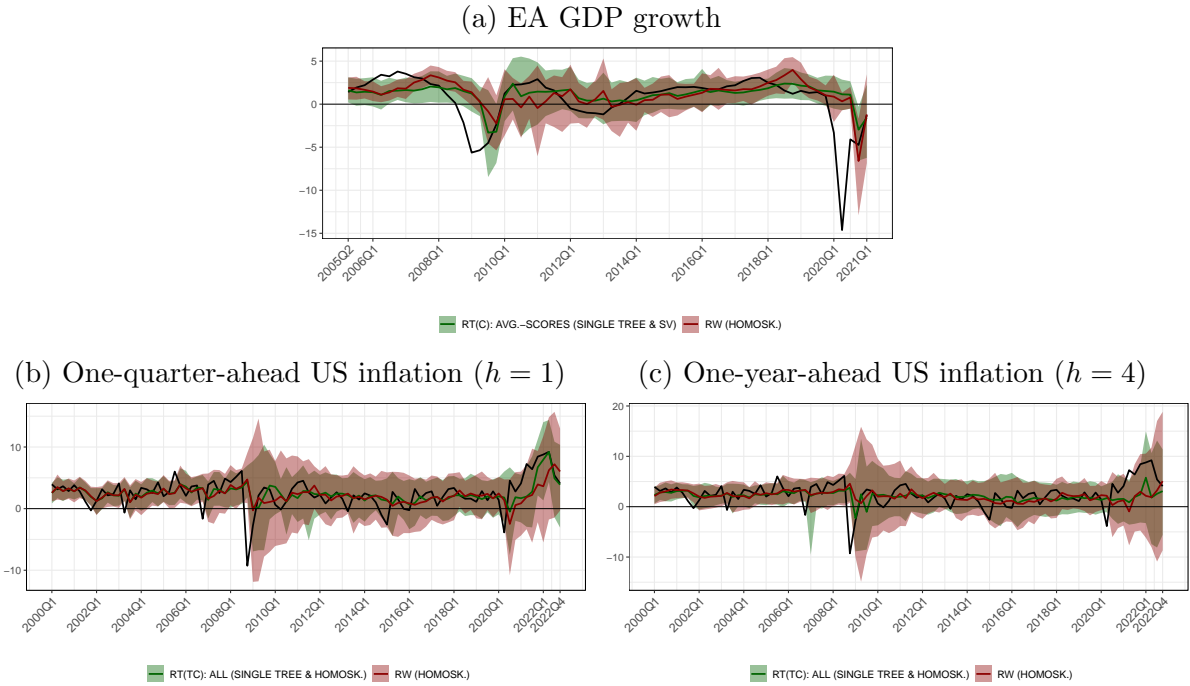 (a) EA GDP growth
5
0
−5
−10
−15
2005Q2
2006Q1
2008Q1
2010Q1
2012Q1
2014Q1
2016Q1
2018Q1
2020Q1
2021Q1
RT(C): AVG.−SCORES (SINGLE TREE & SV) RW (HOMOSK.)
(b) One-quarter-ahead US inflation (h = 1)
10
0
−10
2000Q1
2002Q1
2004Q1
2006Q1
2008Q1
2010Q1
2012Q1
2014Q1
2016Q1
2018Q1
2020Q1
2022Q1
2022Q4
RT(TC): ALL (SINGLE TREE & HOMOSK.) RW (HOMOSK.)
(c) One-year-ahead US inflation (h = 4)
20
10
0
−10
2000Q1
2002Q1
2004Q1
2006Q1
2008Q1
2010Q1
2012Q1
2014Q1
2016Q1
2018Q1
2020Q1
2022Q1
2022Q4
RT(TC): ALL (SINGLE TREE & HOMOSK.) RW (HOMOSK.)